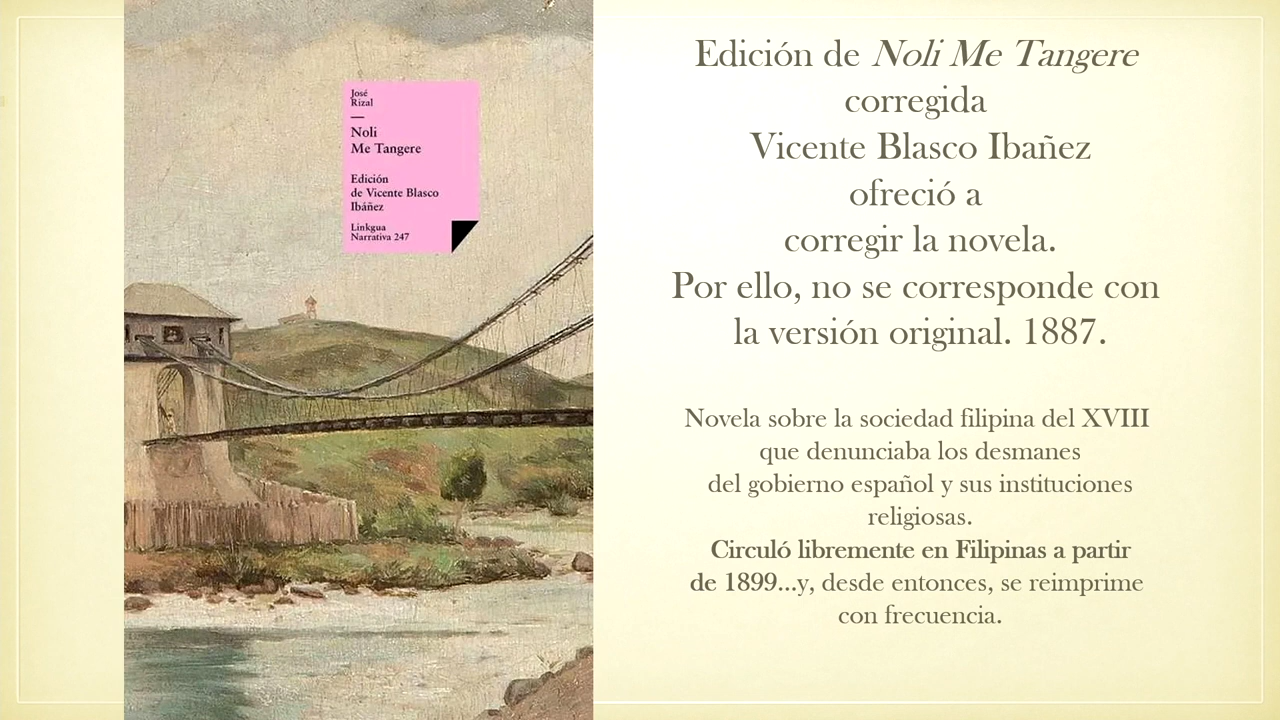 José
Rizal
—
Noli
Me Tangere
Edición
de Vicente Blasco
Ibáñez
Linkgua
Narrativa 247
Edición de Noli Me Tangere
corregida
Vicente Blasco Ibañez
ofreció a
corregir la novela.
Por ello, no se corresponde con
la versión original. 1887.
Novela sobre la sociedad filipina del XVIII
que denunciaba los desmanes
del gobierno español y sus instituciones
religiosas.
Circuló libremente en Filipinas a partir
de 1899...y, desde entonces, se reimprime
con frecuencia.